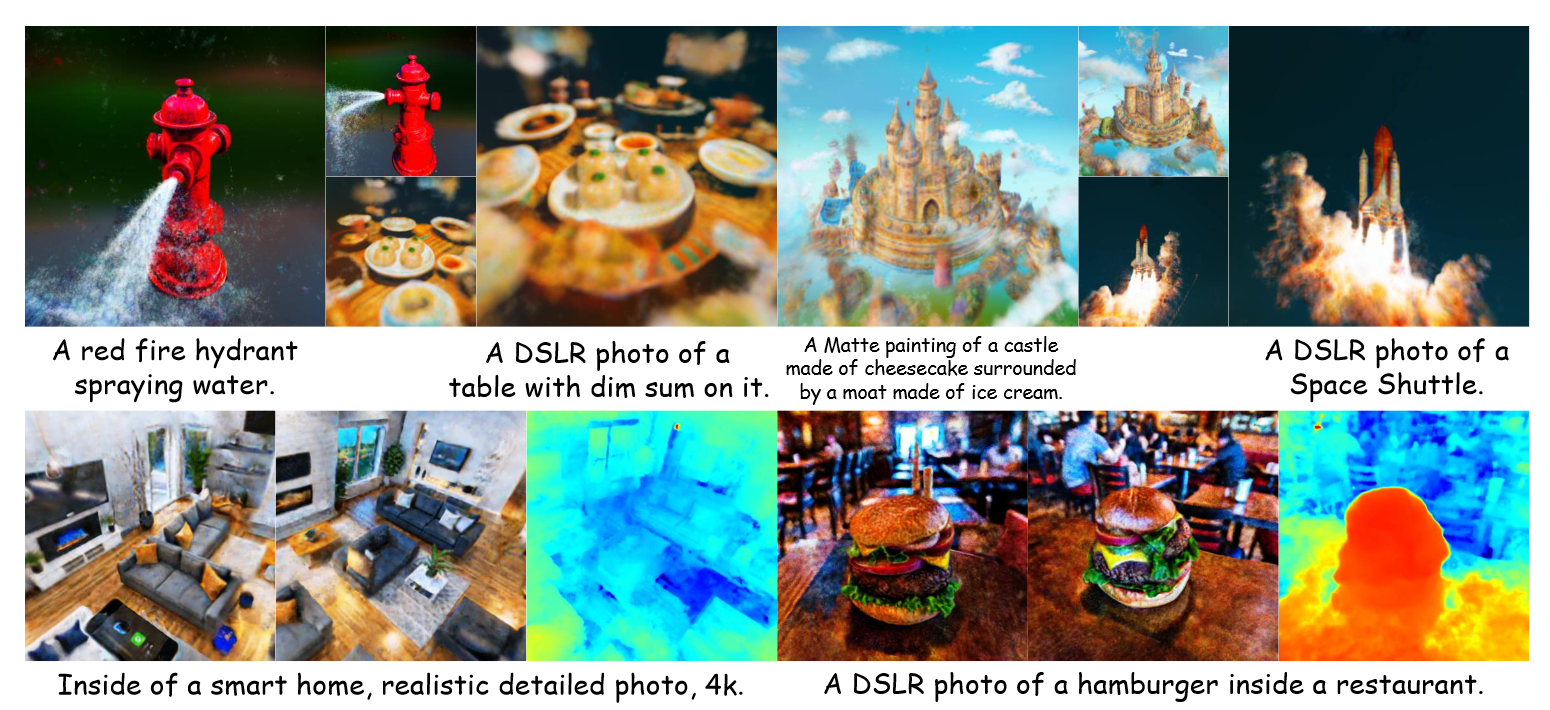 A red fire hydrant
spraying water.
A DSLR photo of a
table with dim sum on it.
A Matte painting of a castle
made of cheesecake surrounded
by a moat made of ice cream.
A DSLR photo of a
Space Shuttle.
Inside of a smart home, realistic detailed photo, 4k.
A DSLR photo of a hamburger inside a restaurant.